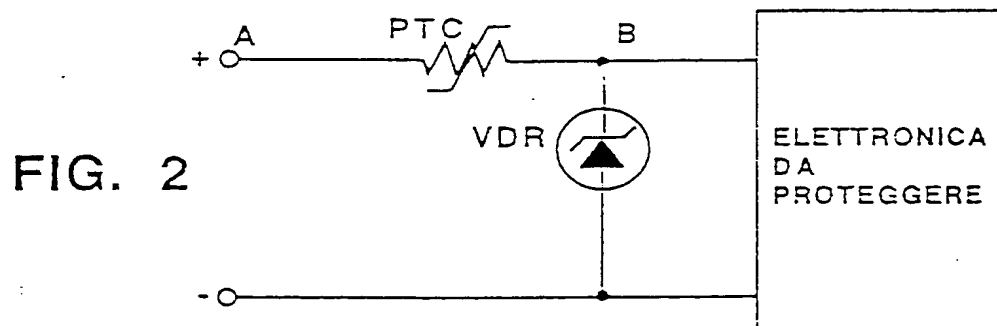 A
PTC
B
+
VDR
ELETTRONICA
DA
PROTEGGERE
FIG. 2
-